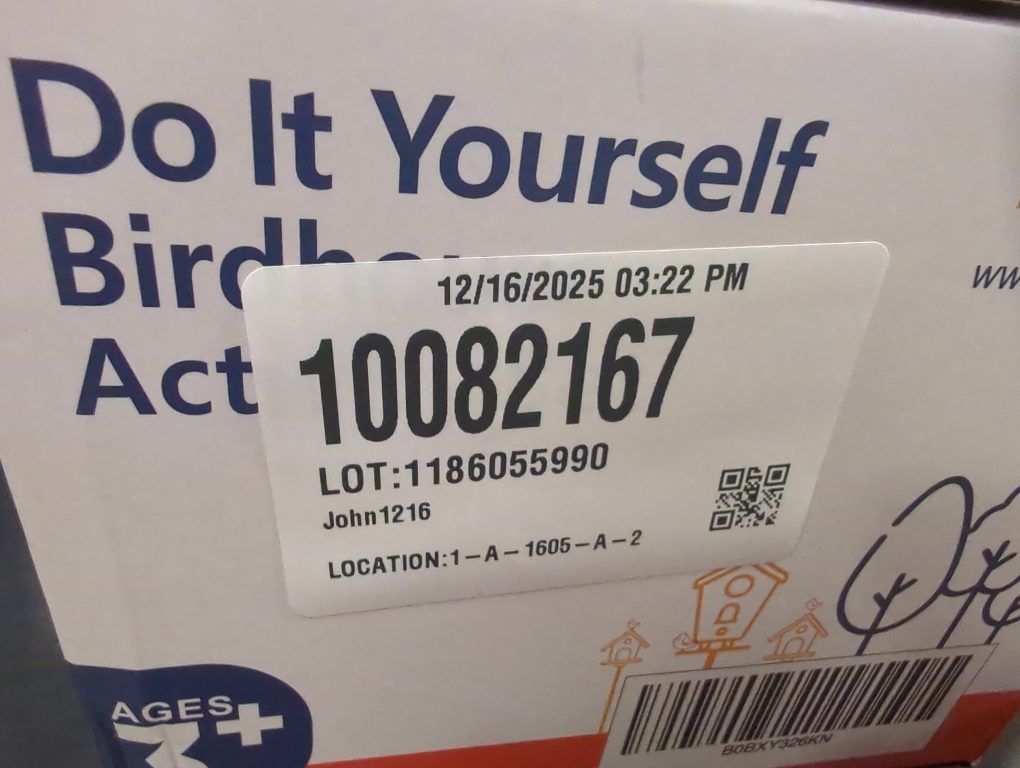 Do It Yourself
Bird
Act
ww
12/16/2025 03:22 PM
10082167
LOT:1186055990
John1216
LOCATION:1-A-1605-A-2
AGES
3+
B0BXY326KN